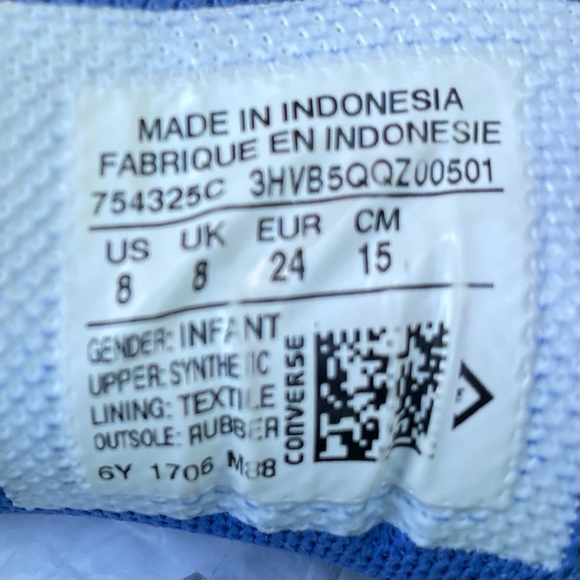 MADE IN INDONESIA
FABRIQUE EN INDONESIE
754325C 3HVB5QQZ00501
US UK EUR CM
8 8 24 15
GENDER: INFANT
UPPER: SYNTHETIC
LINING: TEXTILE
OUTSOLE: RUBBER
CONVERSE
6Y 1706